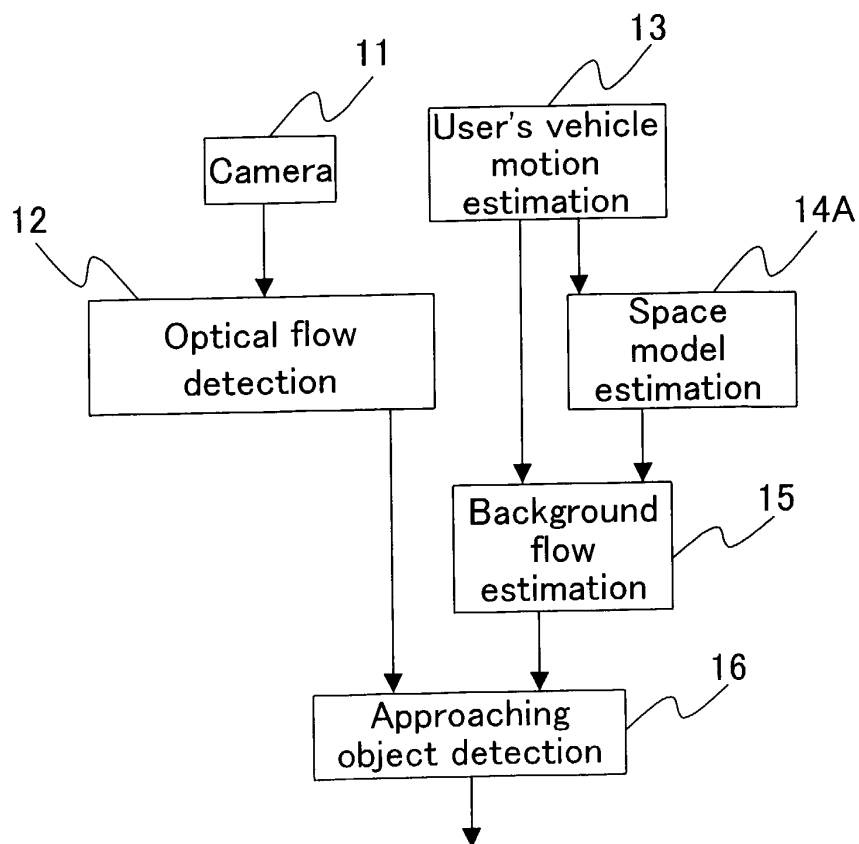 11
13
Camera
User's vehicle
motion
estimation
12
14A
Optical flow
detection
Space
model
estimation
Background
flow
estimation
15
16
Approaching
object detection